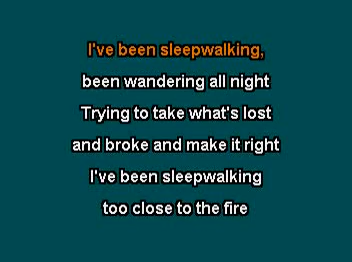 I've been sleepwalking,
been wandering all night
Trying to take what's lost
and broke and make it right
I've been sleepwalking
too close to the fire